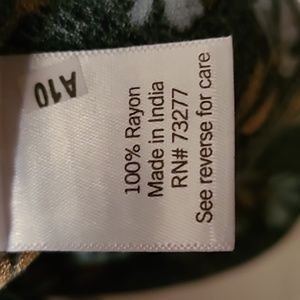 A10
100% Rayon
Made in India
RN# 73277
See reverse for care